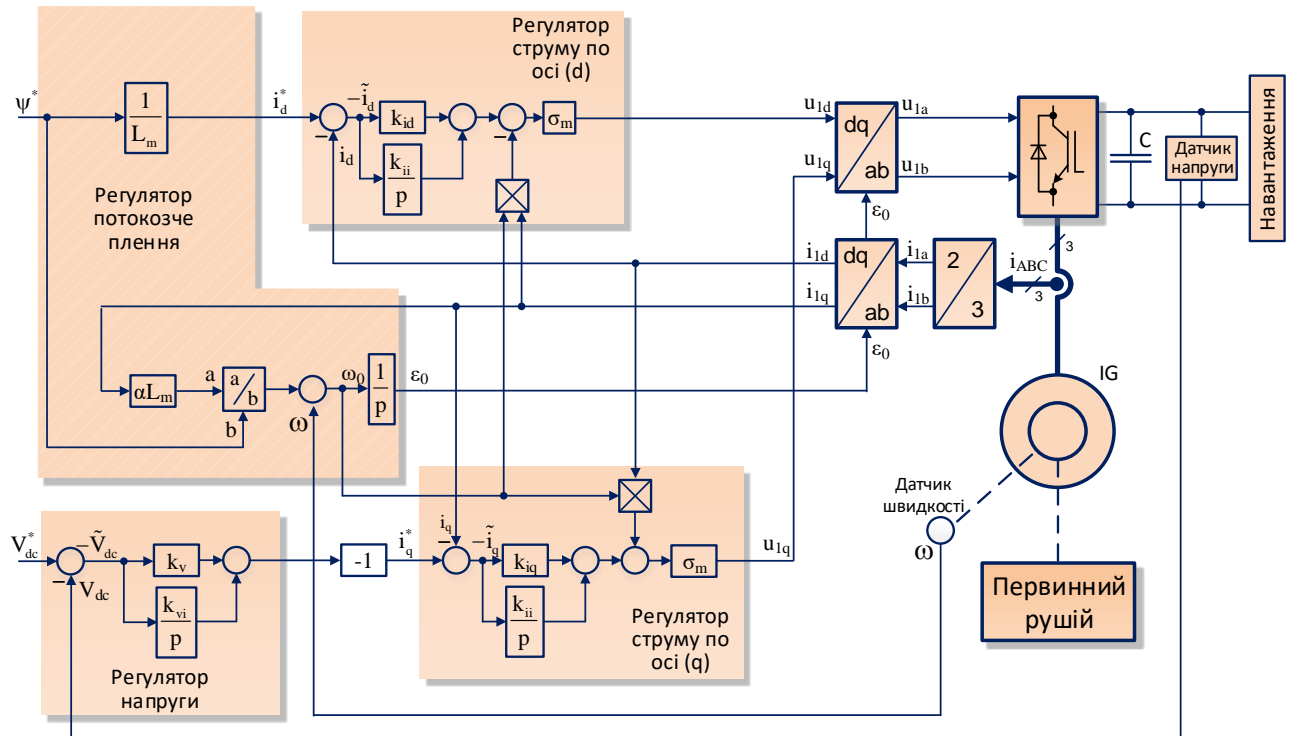 Регулятор
струму по
осі (d)
ψ*
1
Lm
i*d
−ĩd
−
id
kid
kii
p
−
σm
u1d
u1q
dq
ab
u1a
u1b
ε0
C
Датчик
напруги
Навантаження
Регулятор
потокозче
плення
3
i1d
i1q
dq
ab
i1a
i1b
2
3
iABC
3
ε0
αLm
a
a/b
b
ω
ω0
1
p
ε0
IG
Датчик
швидкості
ω
V*dc
−Ṽdc
−
Vdc
kv
kvi
p
Регулятор
напруги
-1
i*q
iq
−
−ĩq
kiq
kii
p
σm
u1q
Регулятор
струму по
осі (q)
Первинний
рушій